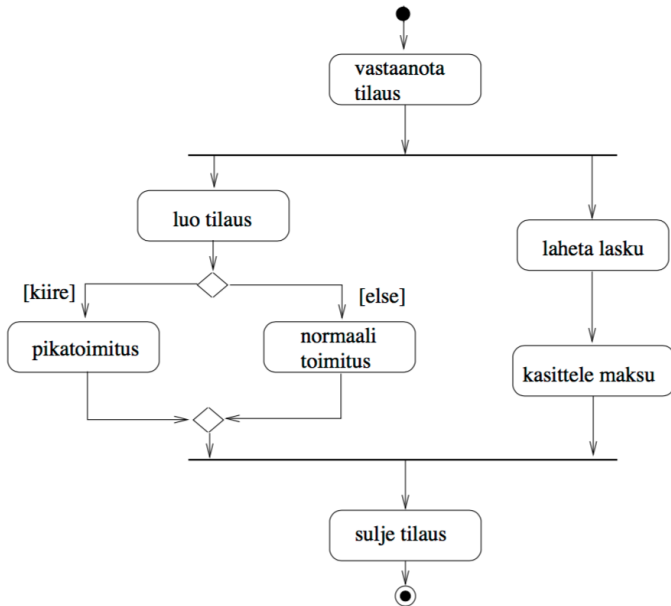 vastaanota
tilaus
luo tilaus
laheta lasku
[kiire]
[else]
pikatoimitus
normaali
toimitus
kasittele maksu
sulje tilaus